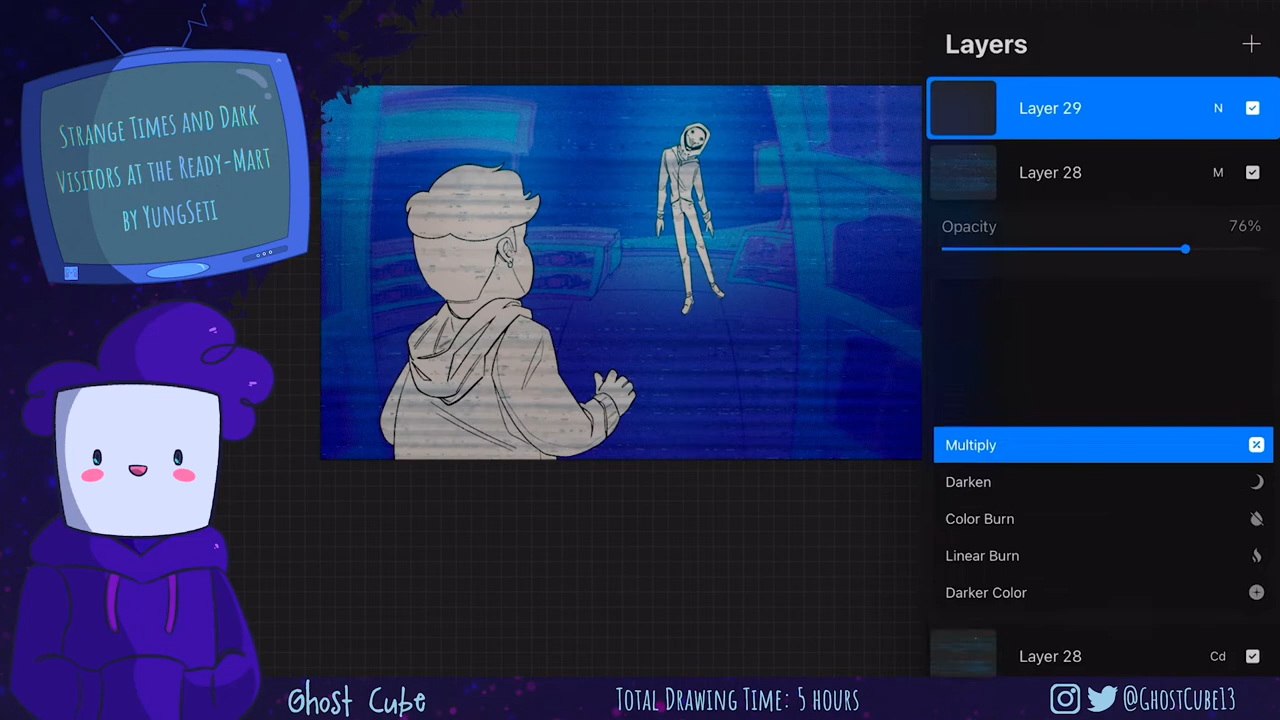 Strange Times and Dark
Visitors at the Ready-Mart
by YungSeti
Layers
Layer 29
N
Layer 28
M
Opacity
76%
Multiply
Darken
Color Burn
Linear Burn
Darker Color
Layer 28
Cd
Ghost Cube
Total Drawing Time: 5 hours
@GhostCube13